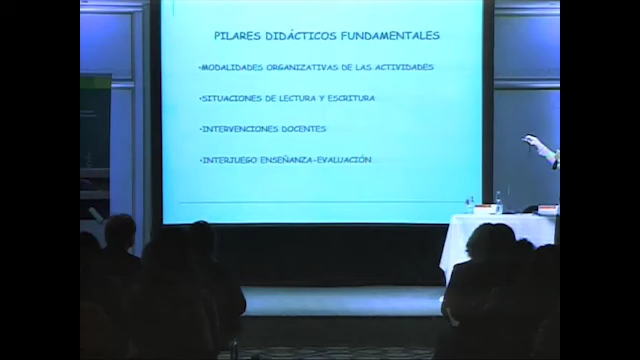 PILARES DIDÁCTICOS FUNDAMENTALES
•MODALIDADES ORGANIZATIVAS DE LAS ACTIVIDADES
•SITUACIONES DE LECTURA Y ESCRITURA
•INTERVENCIONES DOCENTES
•INTERJUEGO ENSEÑANZA-EVALUACIÓN